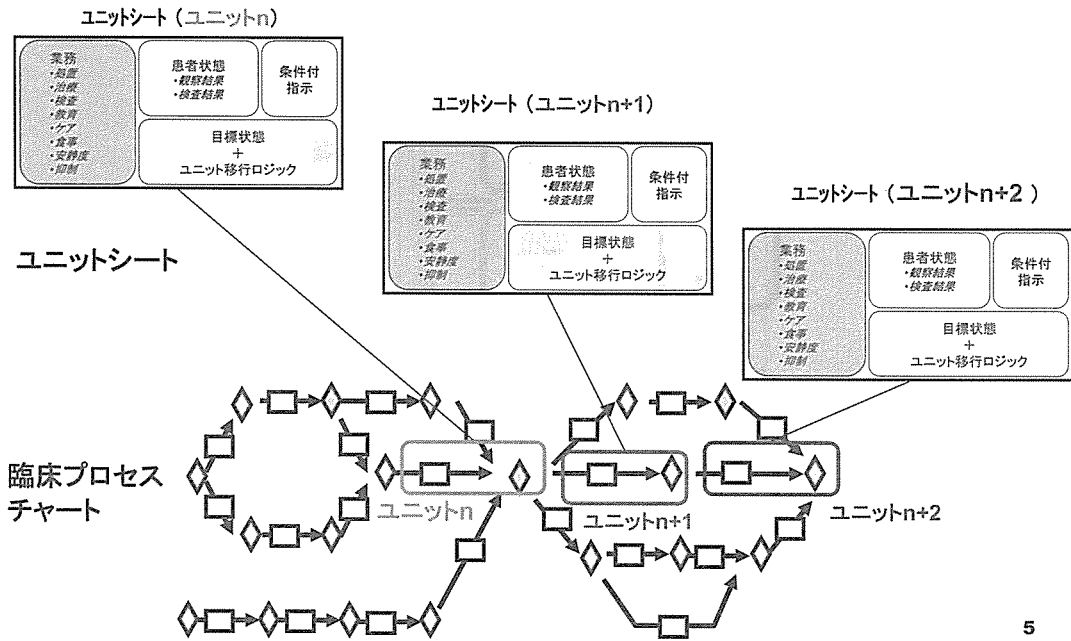 ユニットシート（ユニットn）
業務
・処置
・治療
・検査
・教育
・ケア
・食事
・安静度
・抑制
患者状態
・観察結果
・検査結果
条件付
指示
目標状態
＋
ユニット移行ロジック
ユニットシート（ユニットn+1）
業務
・処置
・治療
・検査
・教育
・ケア
・食事
・安静度
・抑制
患者状態
・観察結果
・検査結果
条件付
指示
目標状態
＋
ユニット移行ロジック
ユニットシート（ユニットn+2）
業務
・処置
・治療
・検査
・教育
・ケア
・食事
・安静度
・抑制
患者状態
・観察結果
・検査結果
条件付
指示
目標状態
＋
ユニット移行ロジック
ユニットシート
臨床プロセス
チャート
ユニットn
ユニットn+1
ユニットn+2
5